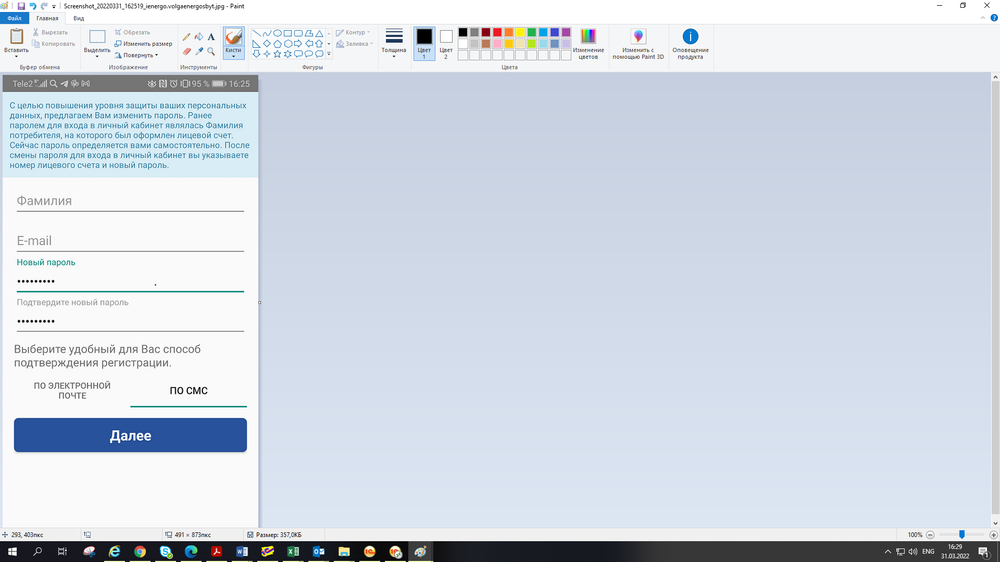 Screenshot_20220331_162519_ienergo.volgaenergosbyt.jpg - Paint
Файл Главная Вид
Вставить
Вырезать
Копировать
Буфер обмена
Выделить
Обрезать
Изменить размер
Повернуть
Изображение
Инструменты
Кисти
Фигуры
Контур
Заливка
Толщина
Цвет
1
Цвет
2
Цвета
Изменение
цветов
Изменить с
помощью Paint 3D
Оповещение
продукта
Tele2 95 % 16:25
С целью повышения уровня защиты ваших персональных
данных, предлагаем Вам изменить пароль. Ранее
паролем для входа в личный кабинет являлась Фамилия
потребителя, на которого был оформлен лицевой счет.
Сейчас пароль определяется вами самостоятельно. После
смены пароля для входа в личный кабинет вы указываете
номер лицевого счета и новый пароль.
Фамилия
E-mail
Новый пароль
•••••••••
Подтвердите новый пароль
•••••••••
Выберите удобный для Вас способ
подтверждения регистрации.
ПО ЭЛЕКТРОННОЙ
ПОЧТЕ
ПО СМС
Далее
293, 403пкс
491 × 873пкс
Размер: 357,0КБ
100%
ENG
16:29
31.03.2022